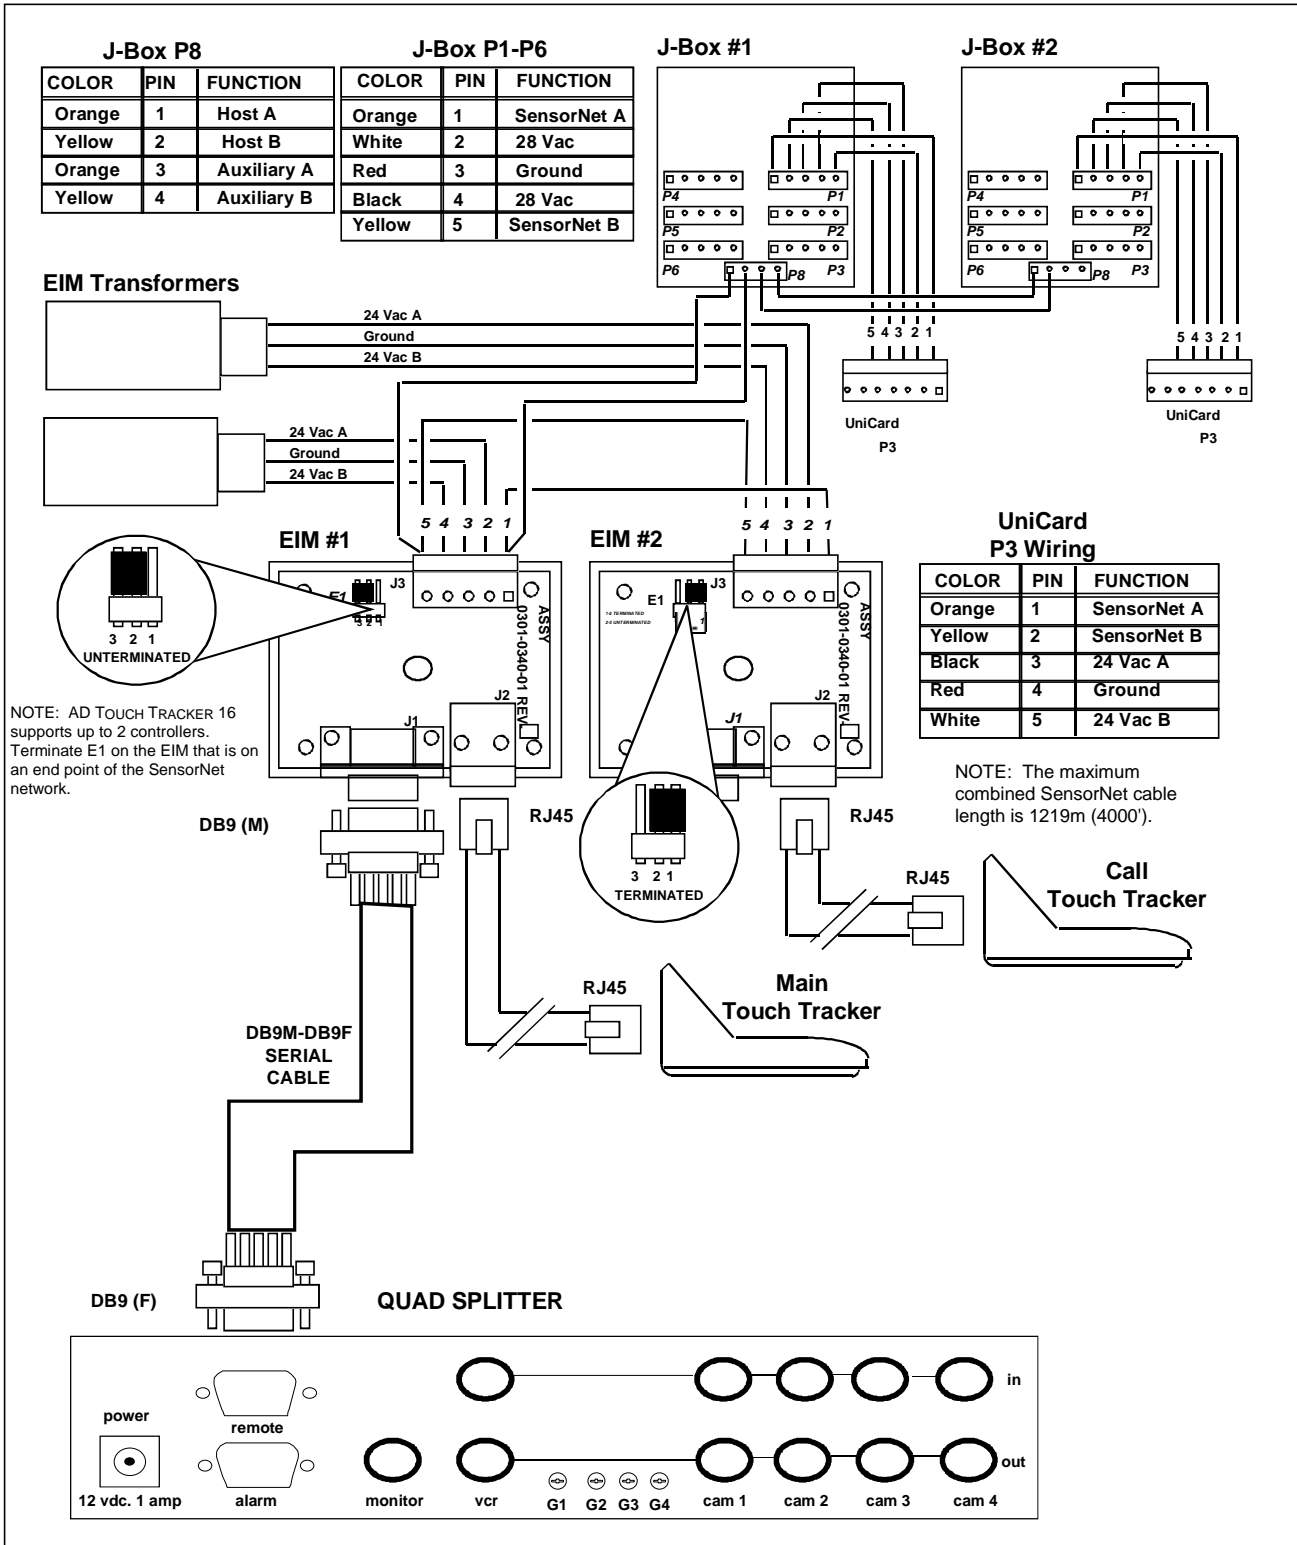 J-Box P8
COLOR PIN FUNCTION
Orange 1 Host A
Yellow 2 Host B
Orange 3 Auxiliary A
Yellow 4 Auxiliary B
J-Box P1-P6
COLOR PIN FUNCTION
Orange 1 SensorNet A
White 2 28 Vac
Red 3 Ground
Black 4 28 Vac
Yellow 5 SensorNet B
J-Box #1
P4 P1
P5 P2
P6 P8 P3
5 4 3 2 1
UniCard
P3
J-Box #2
P4 P1
P5 P2
P6 P8 P3
5 4 3 2 1
UniCard
P3
EIM Transformers
24 Vac A
Ground
24 Vac B
24 Vac A
Ground
24 Vac B
5 4 3 2 1
5 4 3 2 1
EIM #1
E1
J3
3 2 1
ASSY
0301-0340-01 REV-
J2
J1
3 2 1
UNTERMINATED
EIM #2
E1
J3
1-2 TERMINATED
2-3 UNTERMINATED
1
ASSY
0301-0340-01 REV-
J2
J1
3 2 1
TERMINATED
UniCard
P3 Wiring
COLOR PIN FUNCTION
Orange 1 SensorNet A
Yellow 2 SensorNet B
Black 3 24 Vac A
Red 4 Ground
White 5 24 Vac B
NOTE: AD TOUCH TRACKER 16
supports up to 2 controllers.
Terminate E1 on the EIM that is on
an end point of the SensorNet
network.
NOTE: The maximum
combined SensorNet cable
length is 1219m (4000').
DB9 (M)
RJ45
RJ45
RJ45
Call
Touch Tracker
RJ45
Main
Touch Tracker
DB9M-DB9F
SERIAL
CABLE
DB9 (F)
QUAD SPLITTER
in
power
remote
out
12 vdc. 1 amp
alarm
monitor
vcr
G1 G2 G3 G4
cam 1
cam 2
cam 3
cam 4